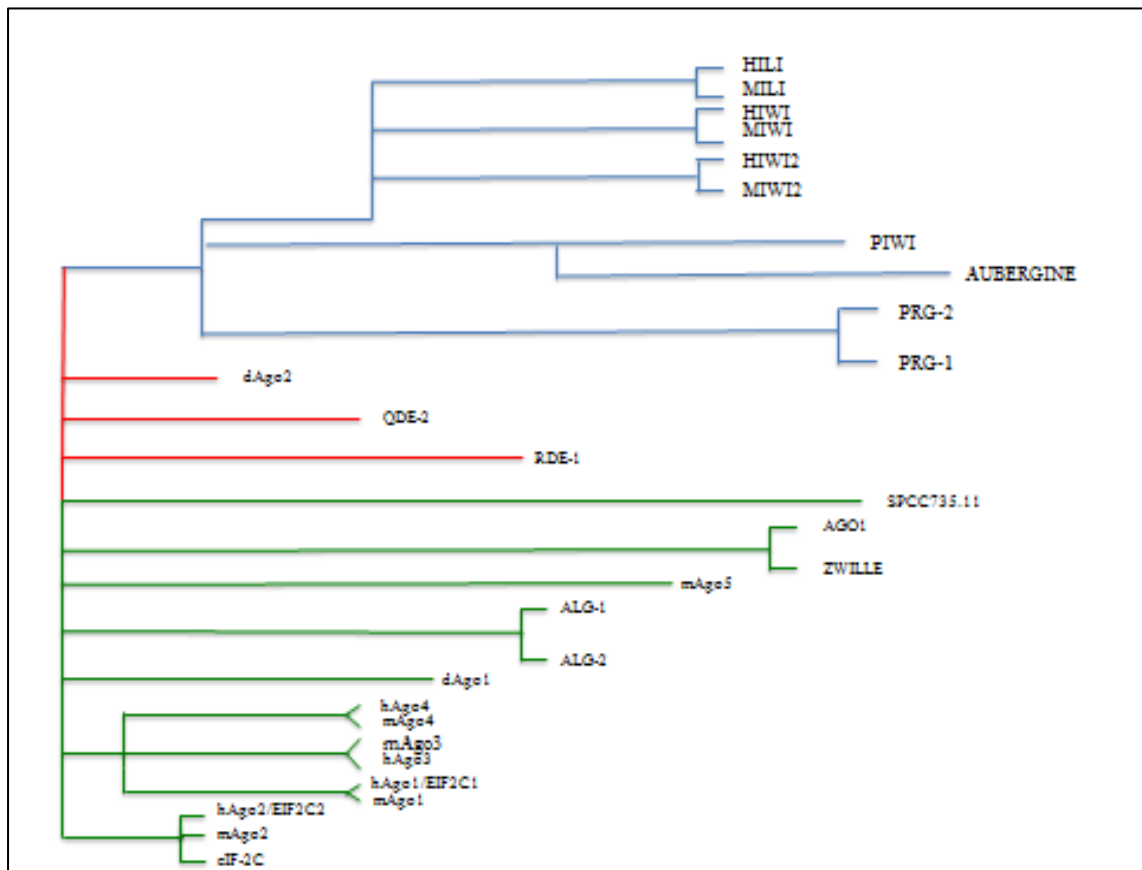 HILI
MILI
HIWI
MIWI
HIWI2
MIWI2
PIWI
AUBERGINE
PRG-2
PRG-1
dAgo2
QDE-2
RDE-1
SPCC735.11
AGO1
ZWILLE
mAgo5
ALG-1
ALG-2
dAgo1
hAgo4
mAgo4
mAgo3
hAgo3
hAgo1/EIF2C1
mAgo1
hAgo2/EIF2C2
mAgo2
eIF-2C